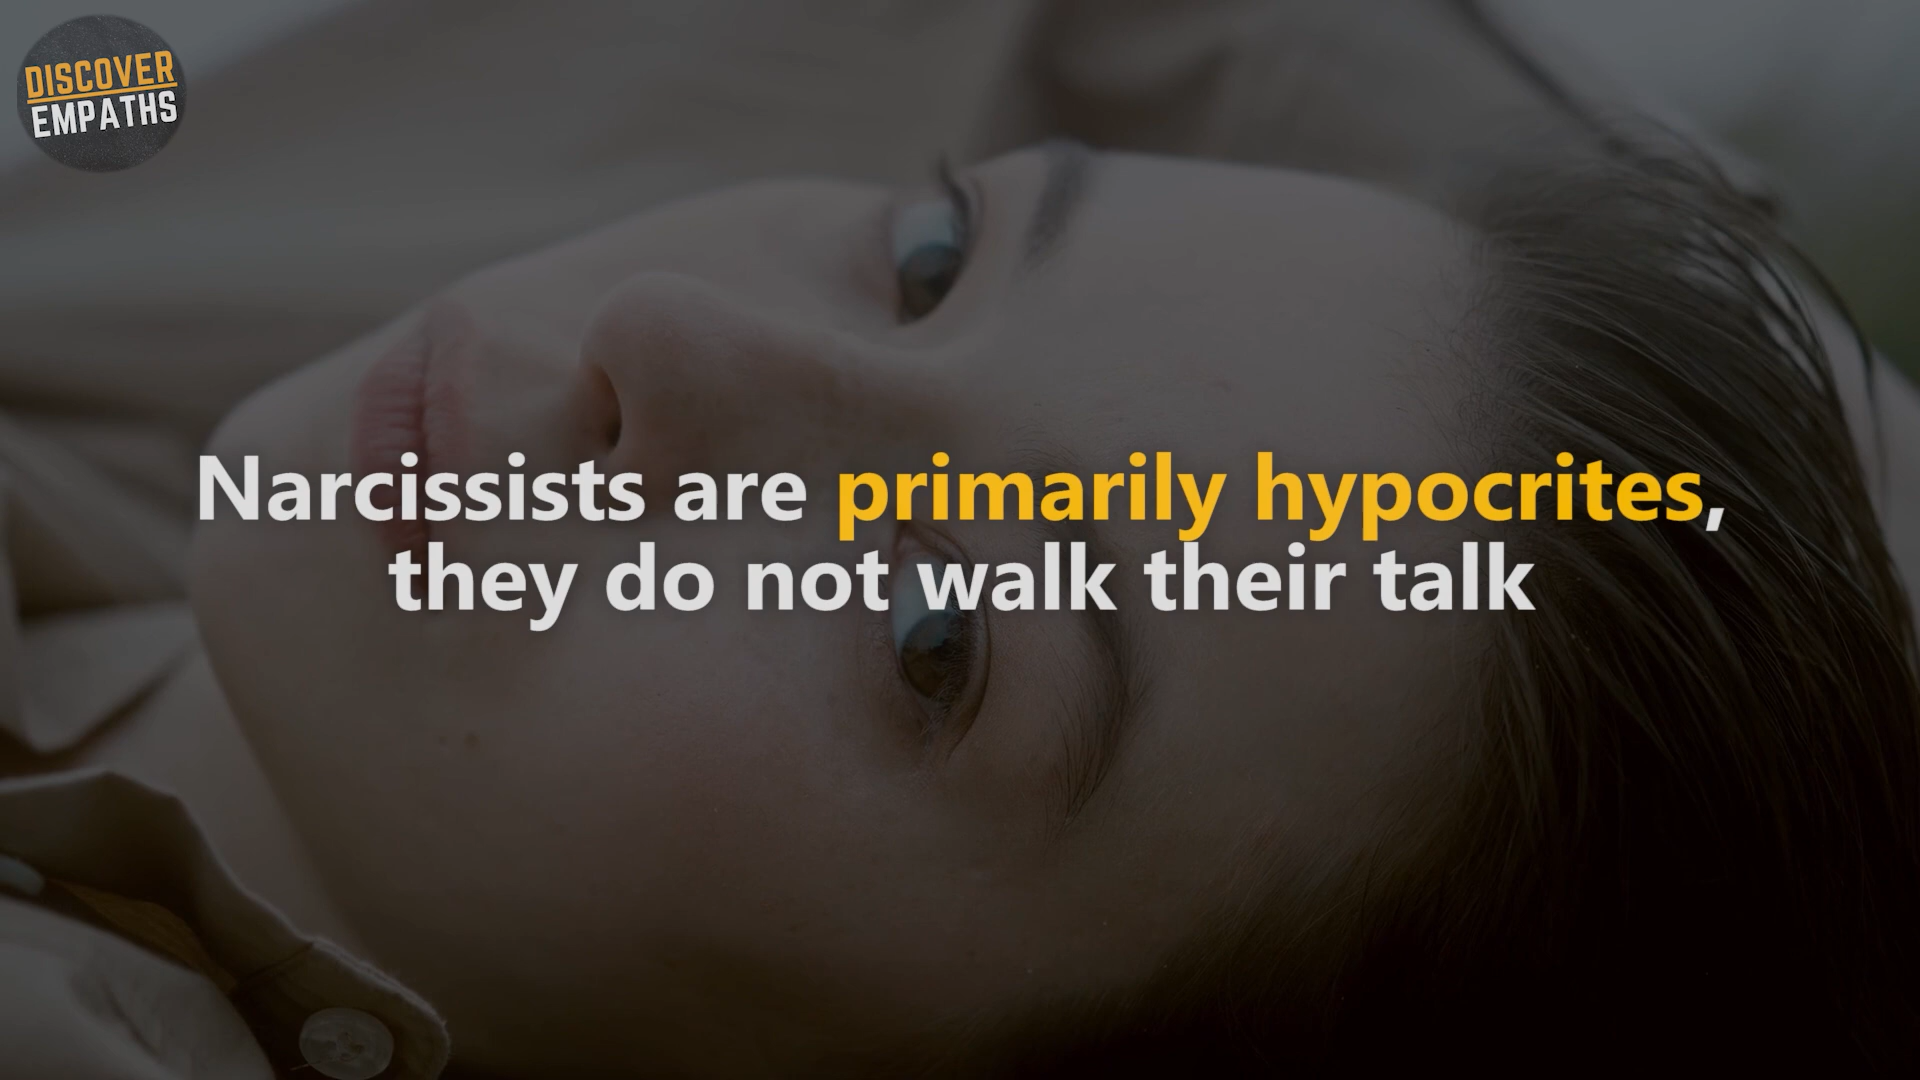 DISCOVER
EMPATHS
Narcissists are primarily hypocrites,
they do not walk their talk